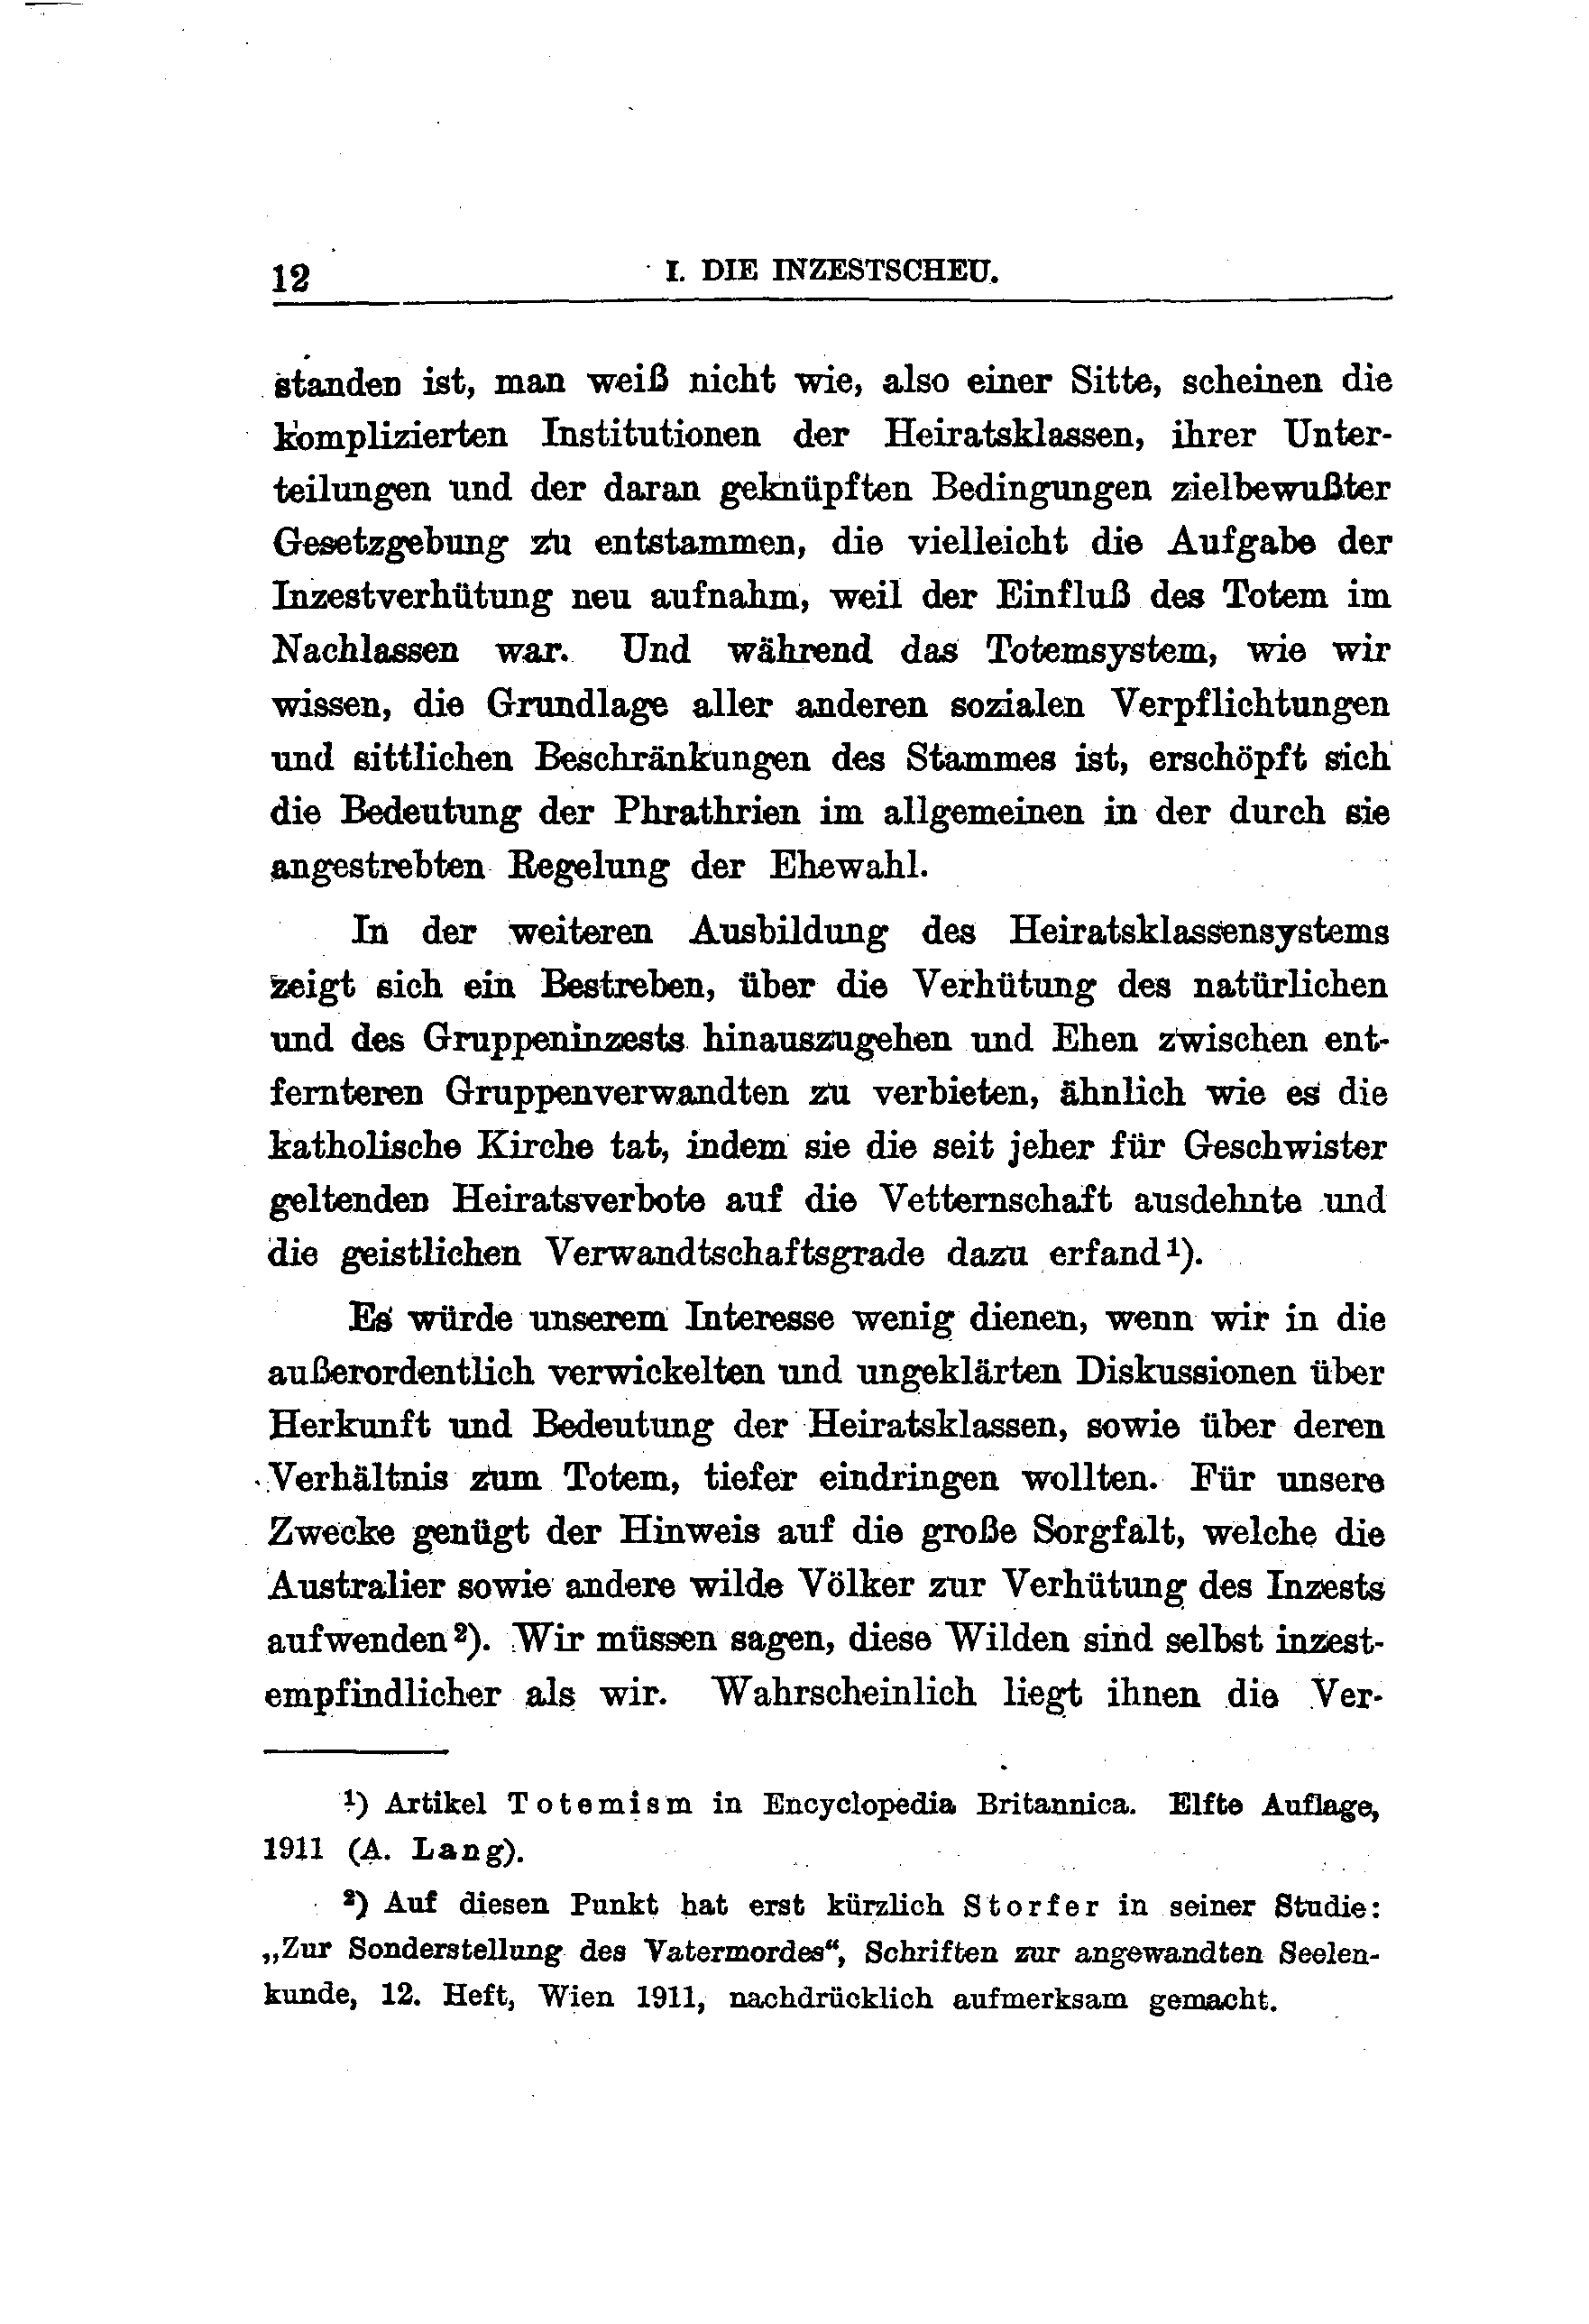 12
I. DIE INZESTSCHEU.
standen ist, man weiß nicht wie, also einer Sitte, scheinen die
komplizierten Institutionen der Heiratsklassen, ihrer Unter-
teilungen und der daran geknüpften Bedingungen zielbewußter
Gesetzgebung zu entstammen, die vielleicht die Aufgabe der
Inzestverhütung neu aufnahm, weil der Einfluß des Totem im
Nachlassen war. Und während das Totemsystem, wie wir
wissen, die Grundlage aller anderen sozialen Verpflichtungen
und sittlichen Beschränkungen des Stammes ist, erschöpft sich
die Bedeutung der Phrathrien im allgemeinen in der durch sie
angestrebten Regelung der Ehewahl.
In der weiteren Ausbildung des Heiratsklassensystems
zeigt sich ein Bestreben, über die Verhütung des natürlichen
und des Gruppeninzests hinauszugehen und Ehen zwischen ent-
fernteren Gruppenverwandten zu verbieten, ähnlich wie es die
katholische Kirche tat, indem sie die seit jeher für Geschwister
geltenden Heiratsverbote auf die Vetternschaft ausdehnte und
die geistlichen Verwandtschaftsgrade dazu erfand¹).
Es würde unserem Interesse wenig dienen, wenn wir in die
außerordentlich verwickelten und ungeklärten Diskussionen über
Herkunft und Bedeutung der Heiratsklassen, sowie über deren
Verhältnis zum Totem, tiefer eindringen wollten. Für unsere
Zwecke genügt der Hinweis auf die große Sorgfalt, welche die
Australier sowie andere wilde Völker zur Verhütung des Inzests
aufwenden²). Wir müssen sagen, diese Wilden sind selbst inzest-
empfindlicher als wir. Wahrscheinlich liegt ihnen die Ver-
¹) Artikel Totemism in Encyclopedia Britannica. Elfte Auflage,
1911 (A. Lang).
²) Auf diesen Punkt hat erst kürzlich Storfer in seiner Studie:
„Zur Sonderstellung des Vatermordes“, Schriften zur angewandten Seelen-
kunde, 12. Heft, Wien 1911, nachdrücklich aufmerksam gemacht.